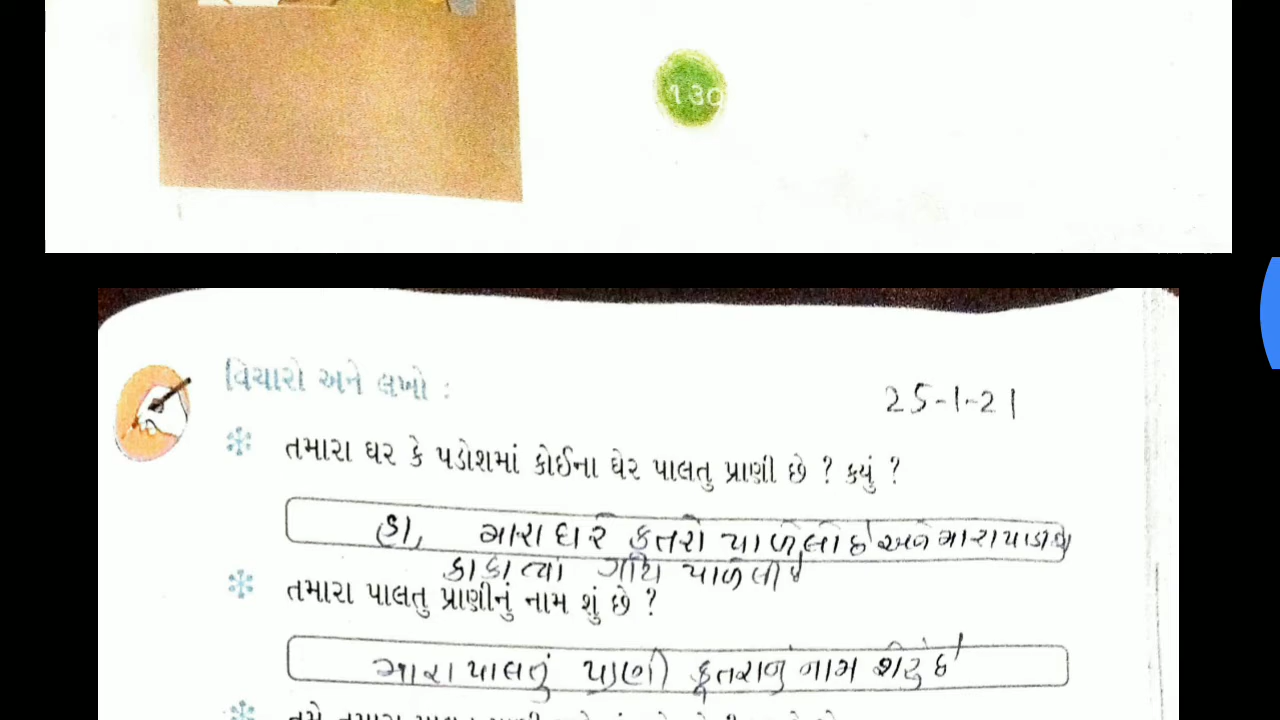 130
વિચારો અને લખો :
25-1-21
તમારા ઘર કે પડોશમાં કોઈના ઘેર પાલતુ પ્રાણી છે ? કયું ?
હા, મારા ઘારે કુતરો પાળેલો છે અને મારા પાડોશ
કાકા ત્યાં ગાય પાળેલી છે
તમારા પાલતુ પ્રાણીનું નામ શું છે ?
મારા પાલતું પ્રાણી કૂતરાનું નામ શેરુ છે